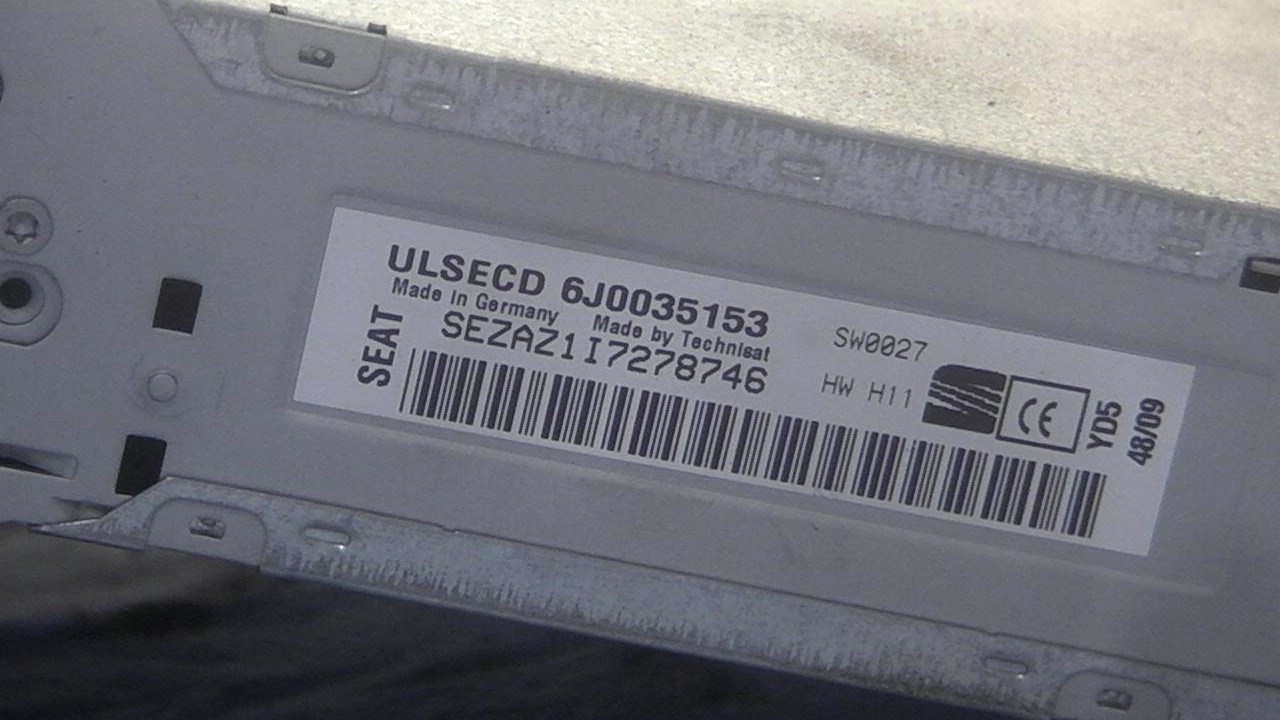 ULSECD 6J0035153
Made in Germany Made by Technisat
SEZAZ1I7278746
SEAT
SW0027
HW H11
CE
YD5
48/09